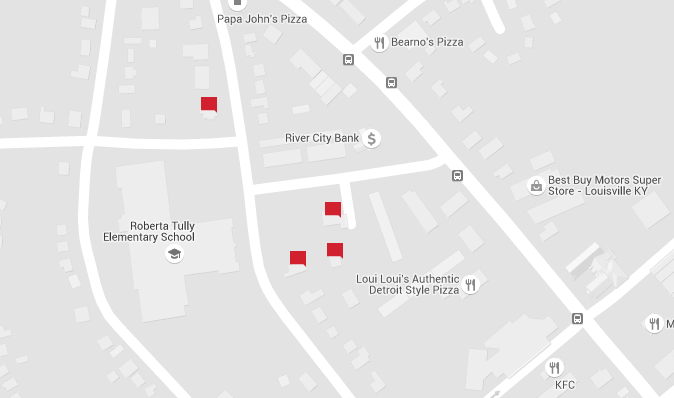 Papa John's Pizza
Bearno's Pizza
River City Bank
$
Best Buy Motors Super
Store - Louisville KY
Roberta Tully
Elementary School
Loui Loui's Authentic
Detroit Style Pizza
M
KFC